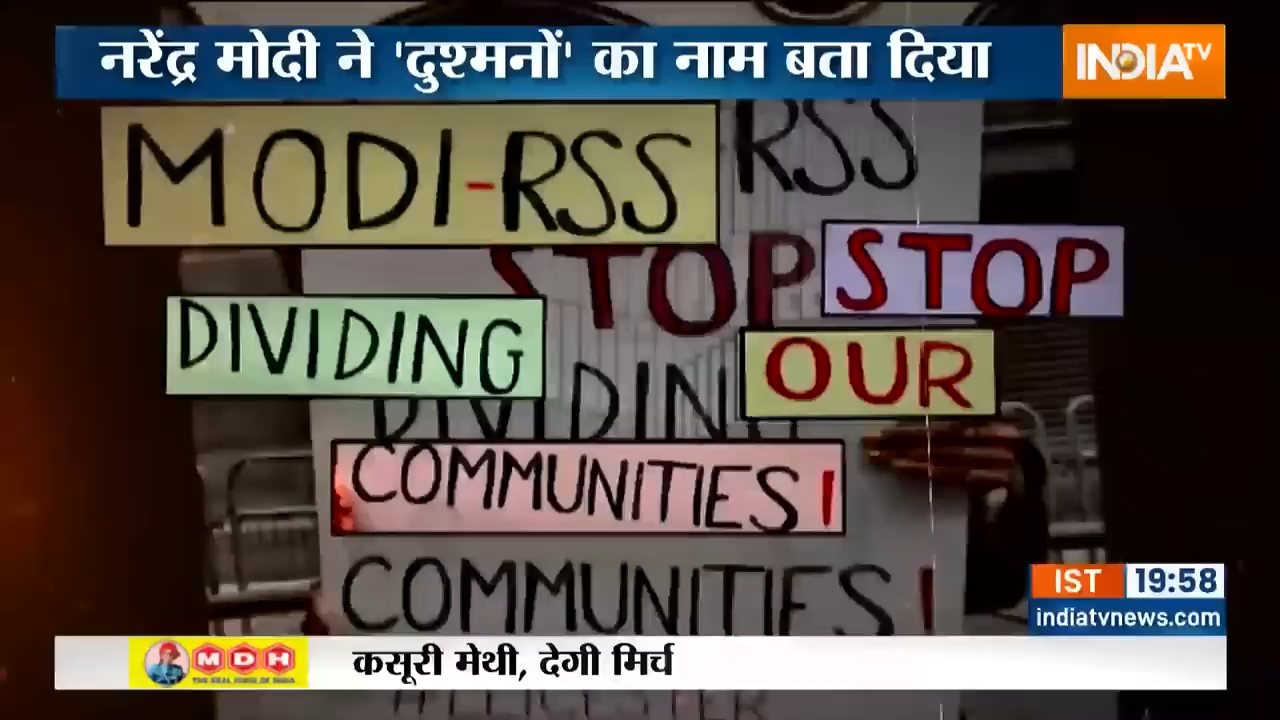 नरेंद्र मोदी ने 'दुश्मनों' का नाम बता दिया
INDIA TV
MODI-RSS
RSS
STOP
STOP
DIVIDING
OUR
DIVIDING
COMMUNITIES!
COMMUNITIES!
IST 19:58
indiatvnews.com
MDH
कसूरी मेथी, देगी मिर्च